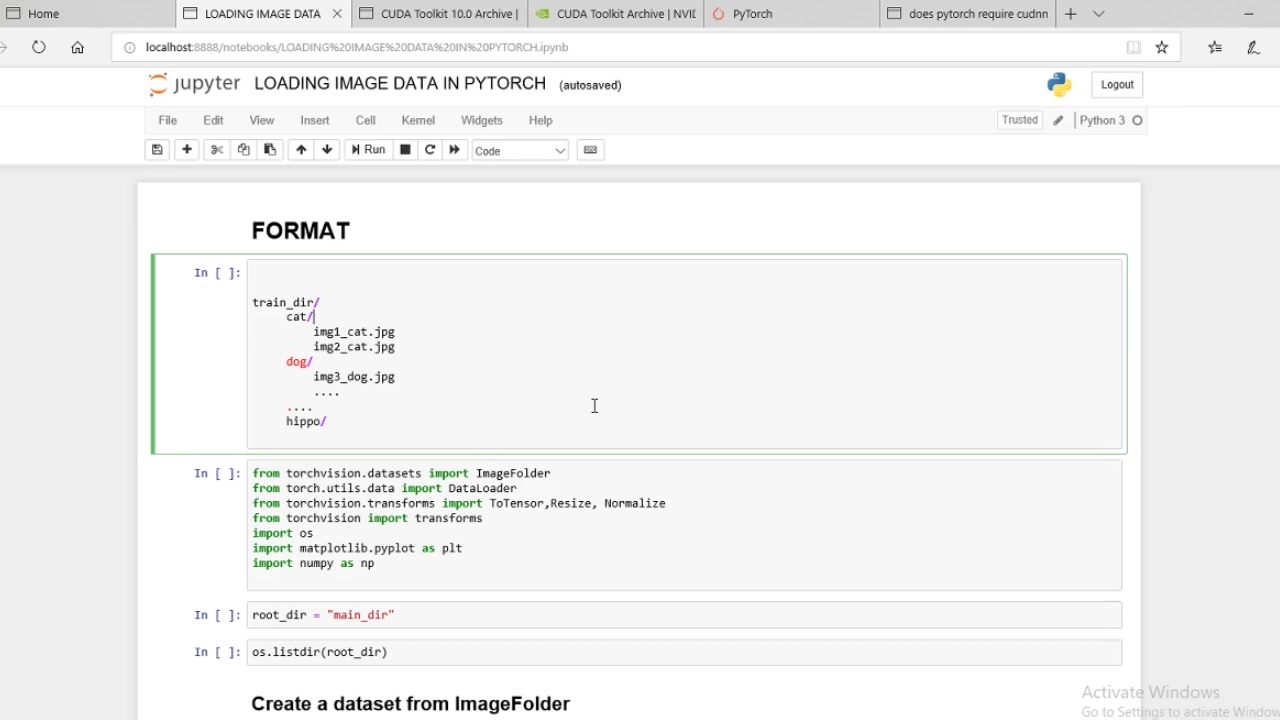 Home
LOADING IMAGE DATA
CUDA Toolkit 10.0 Archive |
CUDA Toolkit Archive | NVI
PyTorch
does pytorch require cudnn
localhost:8888/notebooks/LOADING%20IMAGE%20DATA%20IN%20PYTORCH.ipynb
jupyter LOADING IMAGE DATA IN PYTORCH (autosaved)
Logout
File Edit View Insert Cell Kernel Widgets Help
Trusted
Python 3
Run
Code
FORMAT
In [ ]:
train_dir/
cat/
img1_cat.jpg
img2_cat.jpg
dog/
img3_dog.jpg
....
....
hippo/
In [ ]: from torchvision.datasets import ImageFolder
from torch.utils.data import DataLoader
from torchvision.transforms import ToTensor,Resize, Normalize
from torchvision import transforms
import os
import matplotlib.pyplot as plt
import numpy as np
In [ ]: root_dir = "main_dir"
In [ ]: os.listdir(root_dir)
Create a dataset from ImageFolder
Activate Windows
Go to Settings to activate Window